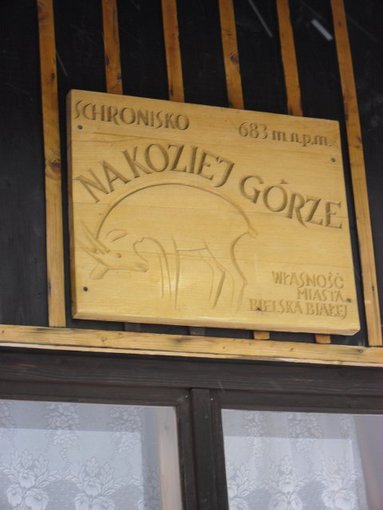 SCHRONISKO 683 m n.p.m.
NA KOZIEJ GÓRZE
WŁASNOŚĆ
MIASTA
BIELSKA BIAŁEJ